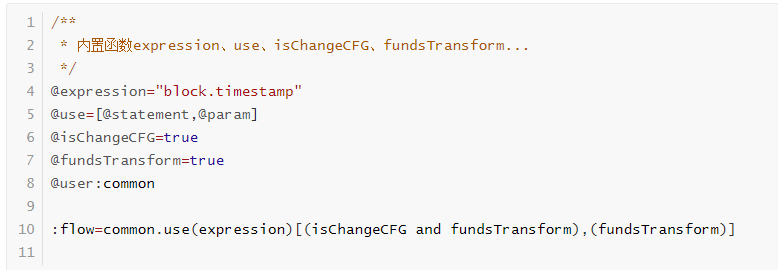 1 /**
2 * 内置函数expression、use、isChangeCFG、fundsTransform...
3 */
4 @expression="block.timestamp"
5 @use=[@statement,@param]
6 @isChangeCFG=true
7 @fundsTransform=true
8 @user:common
9
10 :flow=common.use(expression)[(isChangeCFG and fundsTransform),(fundsTransform)]
11